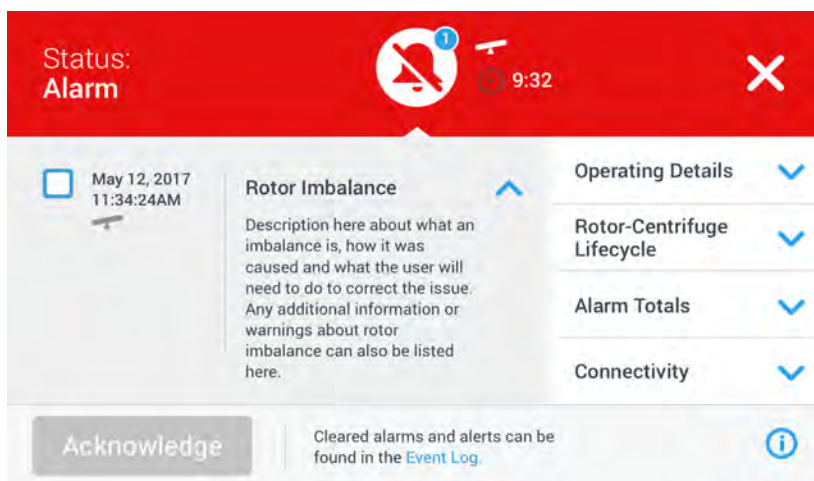 Status:
Alarm
1
9:32
May 12, 2017
11:34:24AM
Rotor Imbalance
Description here about what an
imbalance is, how it was
caused and what the user will
need to do to correct the issue.
Any additional information or
warnings about rotor
imbalance can also be listed
here.
Operating Details
Rotor-Centrifuge
Lifecycle
Alarm Totals
Connectivity
Acknowledge
Cleared alarms and alerts can be
found in the Event Log.